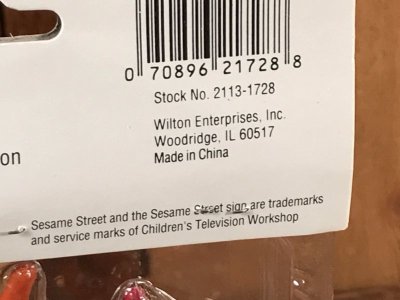 0 70896 21728 8
Stock No. 2113-1728
Wilton Enterprises, Inc.
Woodridge, IL 60517
Made in China
on
Sesame Street and the Sesame Street sign are trademarks
and service marks of Children's Television Workshop